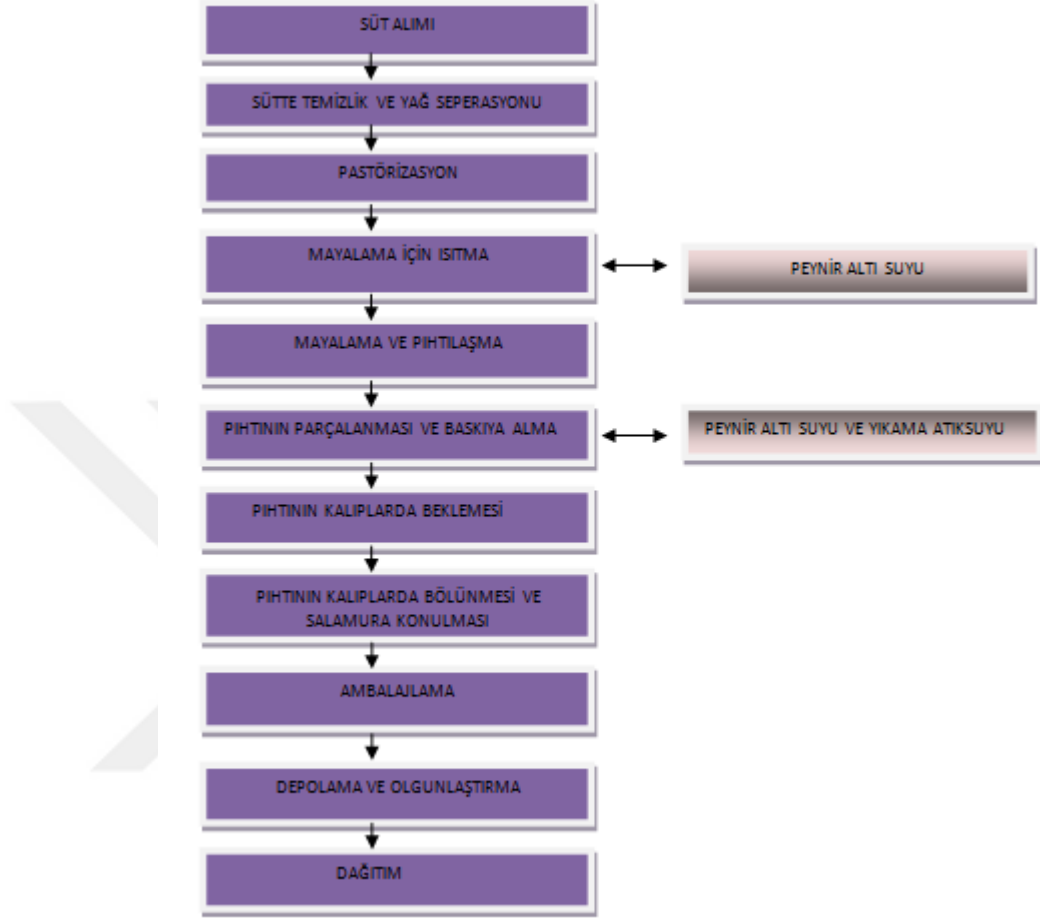 SÜT ALIMI
SÜTTE TEMİZLİK VE YAĞ SEPERASYONU
PASTÖRİZASYON
MAYALAMA İÇİN ISITMA
PEYNİR ALTI SUYU
MAYALAMA VE PIHTILAŞMA
PIHTININ PARÇALANMASI VE BASKIYA ALMA
PEYNİR ALTI SUYU VE YIKAMA ATIKSUYU
PIHTININ KALIPLARDA BEKLEMESİ
PIHTININ KALIPLARDA BÖLÜNMESİ VE
SALAMURA KONULMASI
AMBALAJLAMA
DEPOLAMA VE OLGUNLAŞTIRMA
DAĞITIM